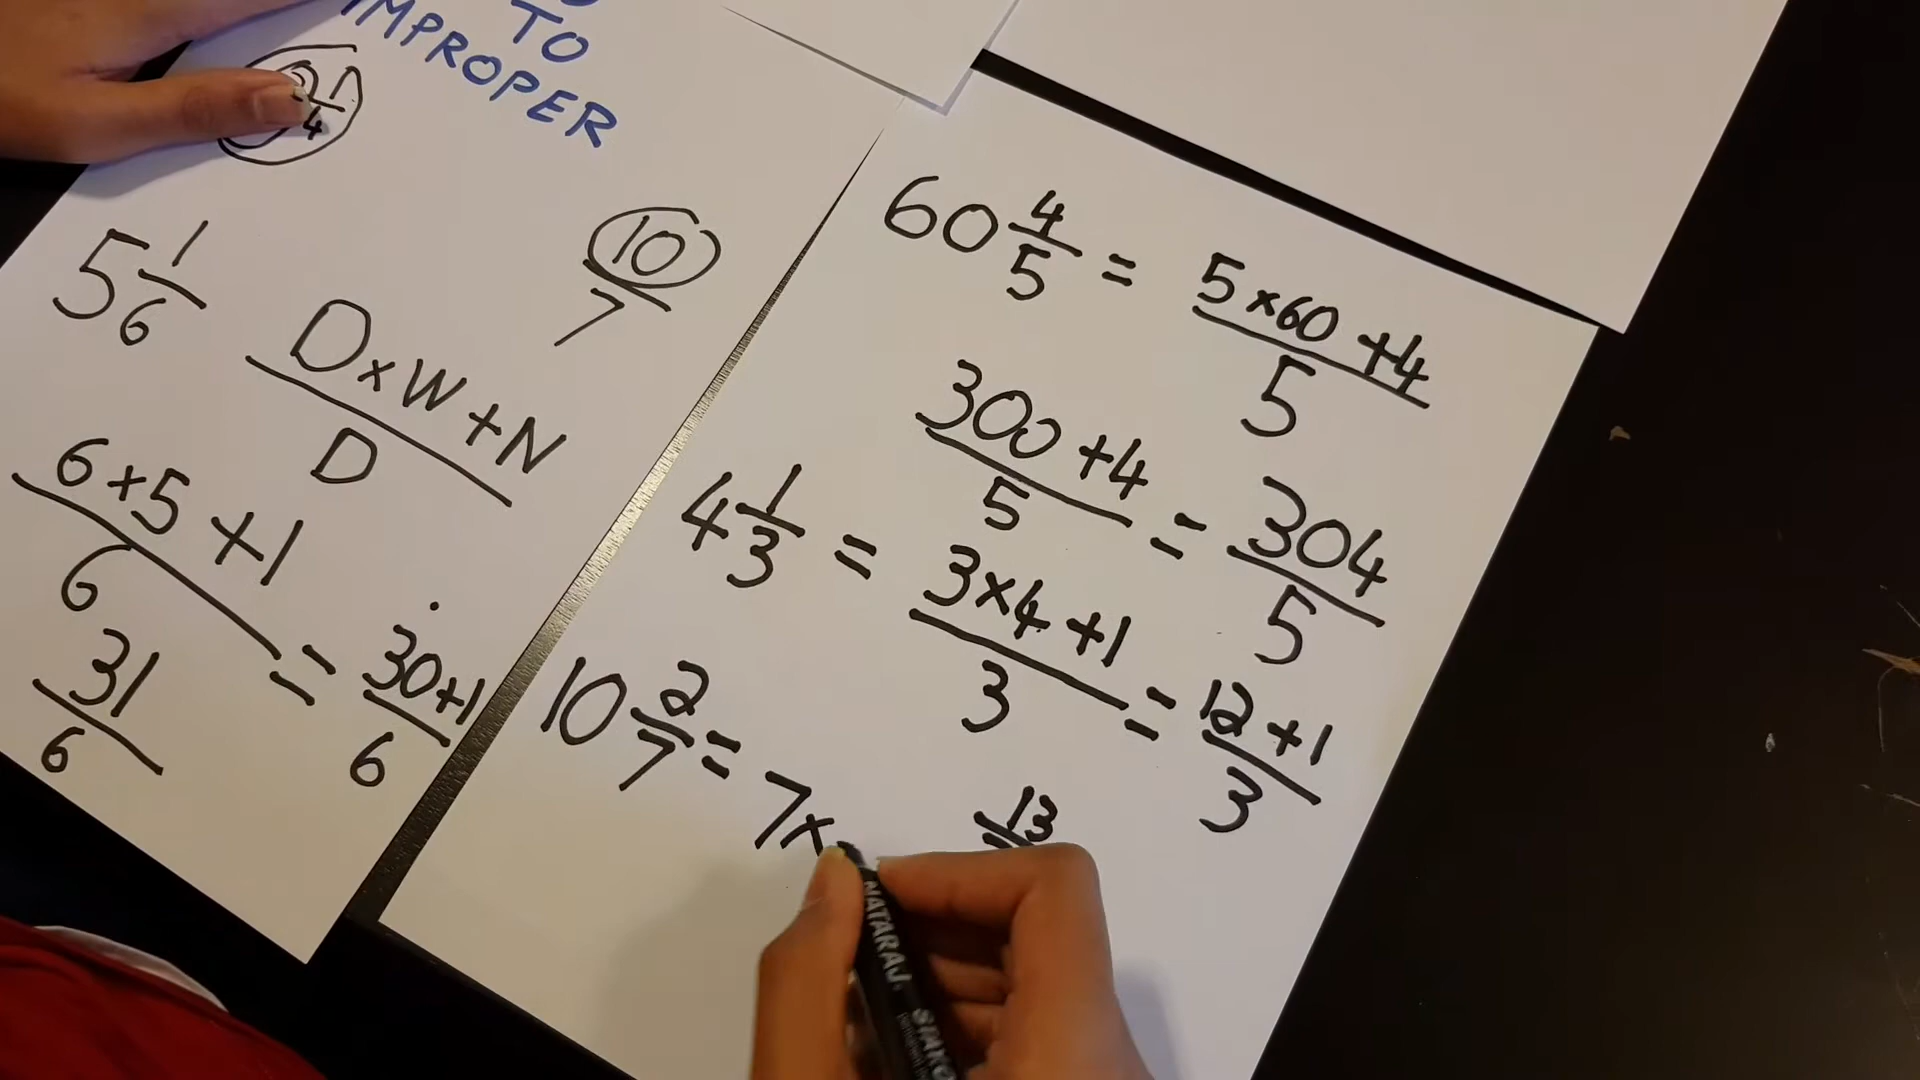 TO
IMPROPER
1/4
5 1/6
10/7
D×W+N / D
6×5+1 / 6 = 30+1 / 6
31/6
60 4/5 = 5×60+4 / 5
300+4 / 5 = 304/5
4 1/3 = 3×4+1 / 3 = 12+1 / 3
13
10 2/7 = 7×
NATARAJ